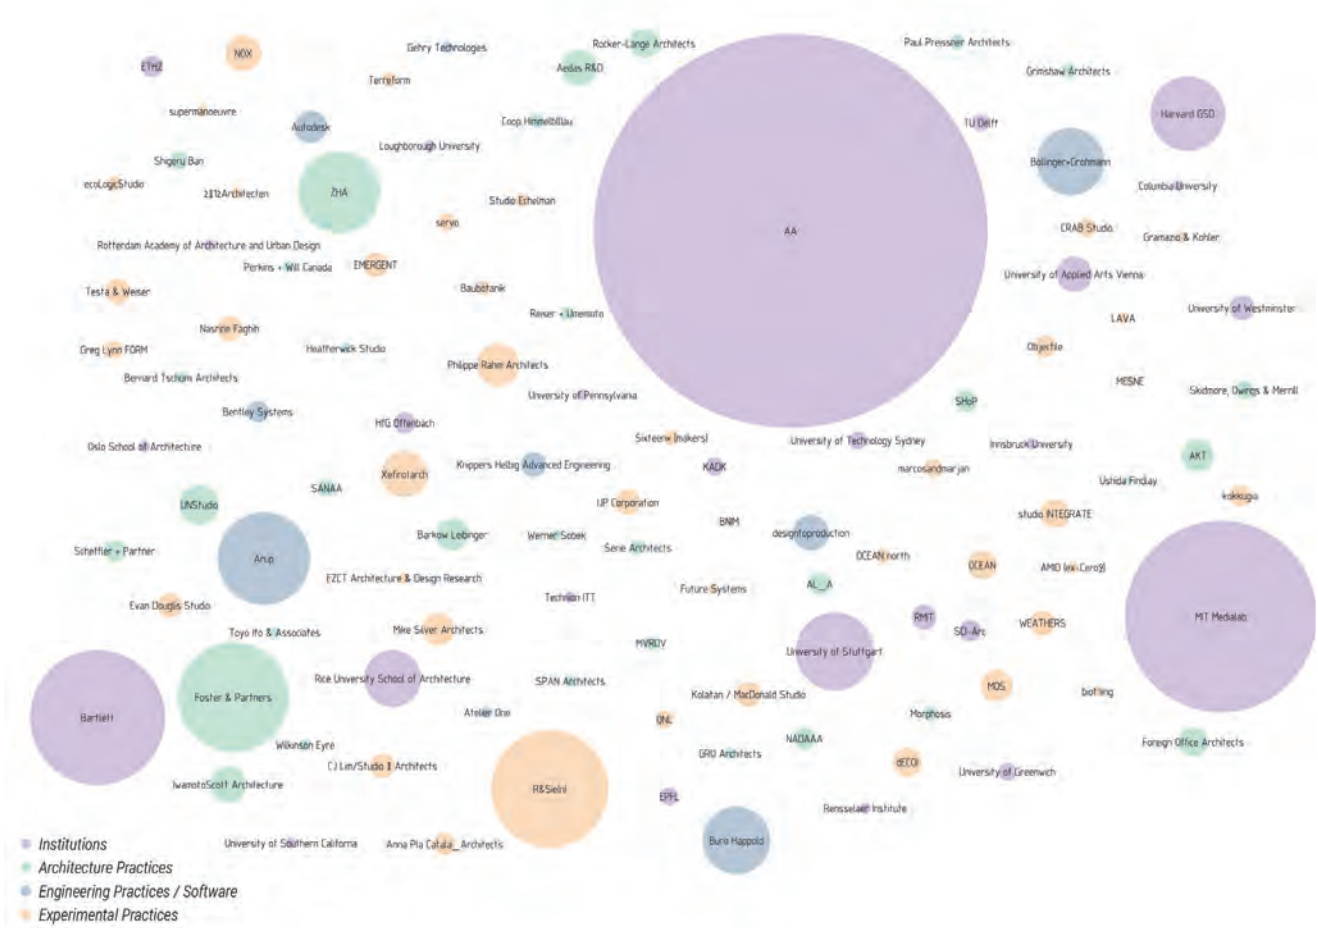 Rocker-Lange Architects
Paul Pressner Architects
Gehry Technologies
NOX
ETHZ
Aedas R&D
Grimshaw Architects
Terreform
supermanoeuvre
Harvard GSD
Coop Himmelb(l)au
TU Delft
Autodesk
Loughborough University
Shigeru Ban
Bollinger+Grohmann
ecoLogicStudio
Columbia University
ZHA
Studio Echelman
servo
CRAB Studio
AA
Gramazio & Kohler
Rotterdam Academy of Architecture and Urban Design
Perkins + Will Canada
EMERGENT
University of Applied Arts Vienna
Testa & Weiser
Baubotanik
University of Westminster
Reiser + Umemoto
LAVA
Nasrine Faghih
Greg Lynn FORM
Heatherwick Studio
Objectile
Philippe Rahm Architects
Bernard Tschumi Architects
MESNE
Skidmore, Owings & Merrill
University of Pennsylvania
SHoP
Bentley Systems
HfG Offenbach
Oslo School of Architecture
Sixteen* (makers)
University of Technology Sydney
Innsbruck University
AKT
Knippers Helbig Advanced Engineering
KADK
marcosandmarjan
Xefirotarch
Ushida Findlay
SANAA
kokkugia
UNStudio
IJP Corporation
studio INTEGRATE
BNIM
Barkow Leibinger
Werner Sobek
designtoproduction
Scheffler + Partner
Serie Architects
Arup
OCEAN north
OCEAN
EZCT Architecture & Design Research
AL_A
Future Systems
Technion ITT
Evan Douglis Studio
Toyo Ito & Associates
Mike Silver Architects
RMIT
SCI-Arc
WEATHERS
MIT Medialab
MVRDV
University of Stuttgart
Rice University School of Architecture
SPAN Architects
MOS
Foster & Partners
Kolatan / MacDonald Studio
biothing
Bartlett
Atelier One
ONL
Morphosis
Wilkinson Eyre
NADAAA
Foreign Office Architects
GRO Architects
CJ Lim/Studio 8 Architects
dECOi
University of Greenwich
IwamotoScott Architecture
R&Sie(n)
EPFL
Rensselaer Institute
University of Southern California
Anna Pla Catala_Architects
Buro Happold
Institutions
Architecture Practices
Engineering Practices / Software
Experimental Practices